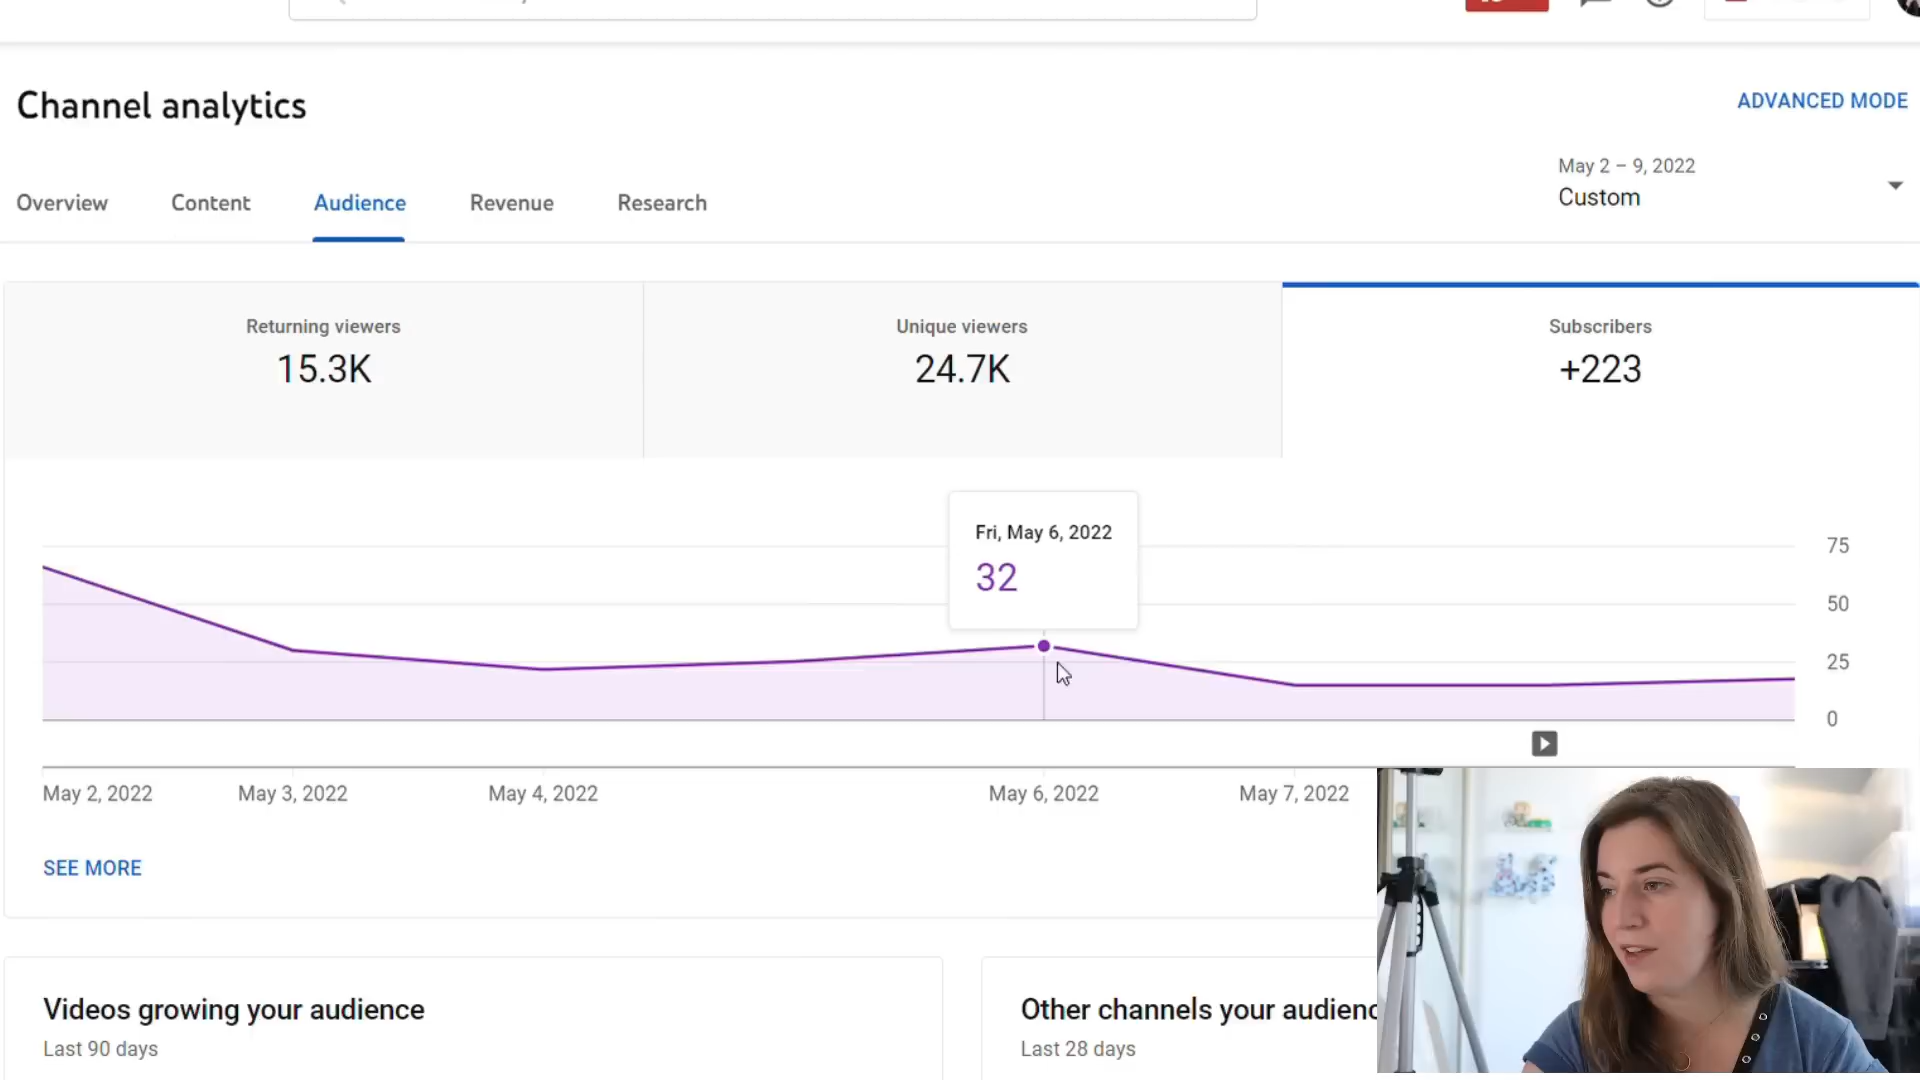 Channel analytics
ADVANCED MODE
May 2 – 9, 2022
Custom
Overview
Content
Audience
Revenue
Research
Returning viewers
15.3K
Unique viewers
24.7K
Subscribers
+223
Fri, May 6, 2022
32
75
50
25
0
May 2, 2022
May 3, 2022
May 4, 2022
May 6, 2022
May 7, 2022
SEE MORE
Videos growing your audience
Last 90 days
Other channels your audienc
Last 28 days